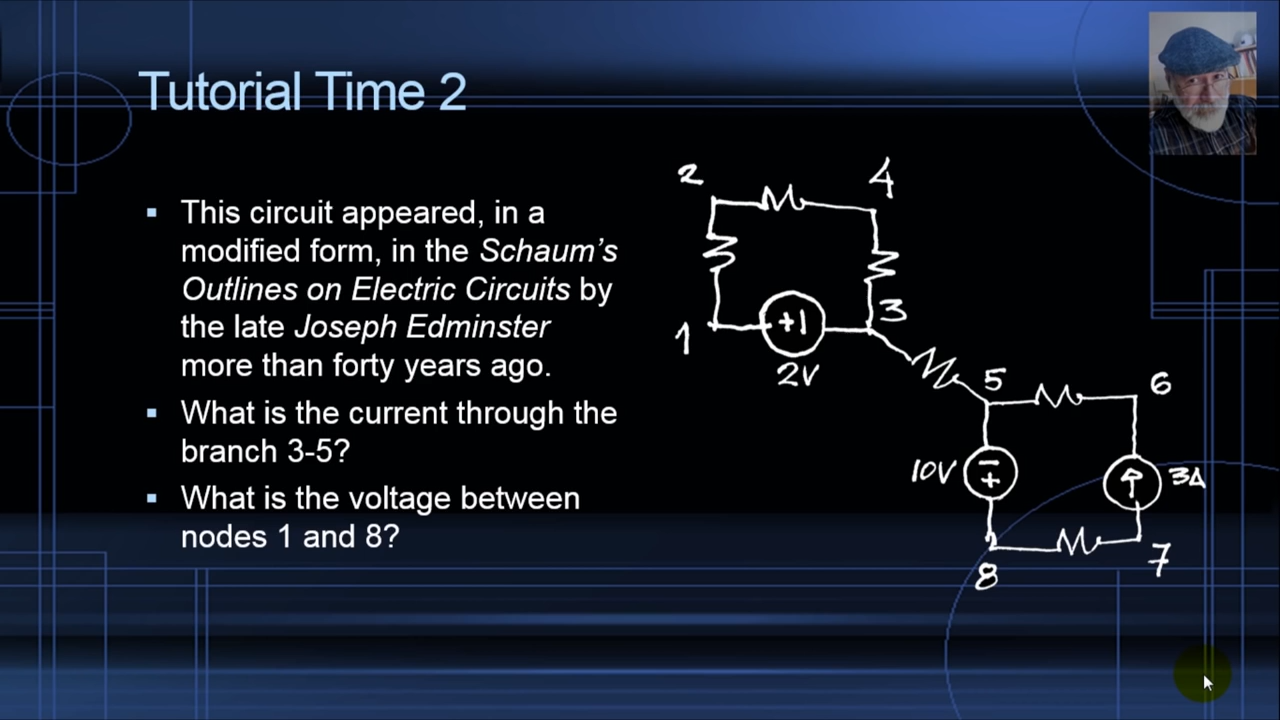 Tutorial Time 2
This circuit appeared, in a
modified form, in the Schaum's
Outlines on Electric Circuits by
the late Joseph Edminster
more than forty years ago.
What is the current through the
branch 3-5?
What is the voltage between
nodes 1 and 8?
2
4
1
+1
3
2V
5
6
10V
- +
3A
8
7